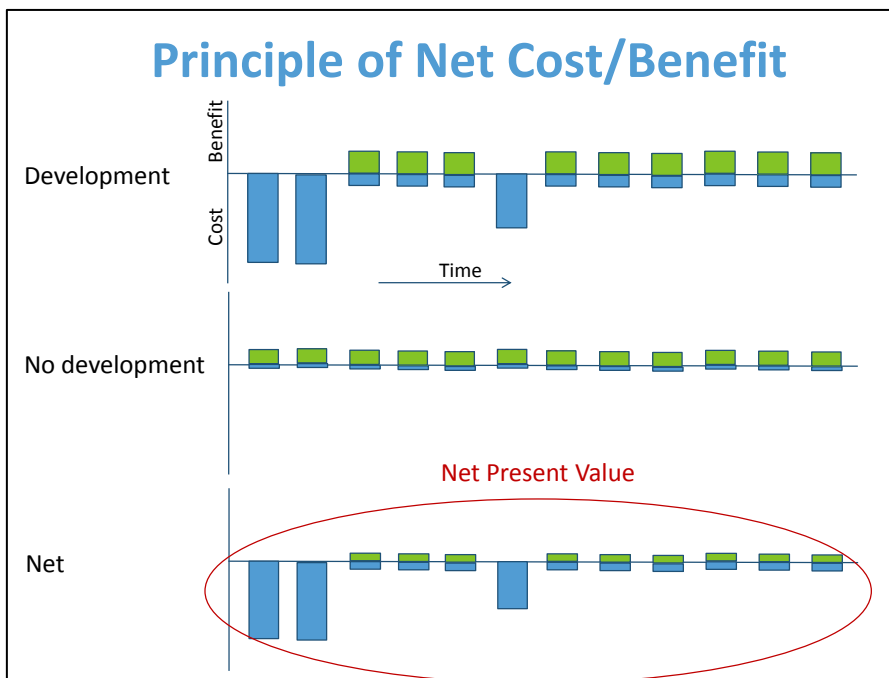 Principle of Net Cost/Benefit
Benefit
Development
Cost
Time
No development
Net Present Value
Net